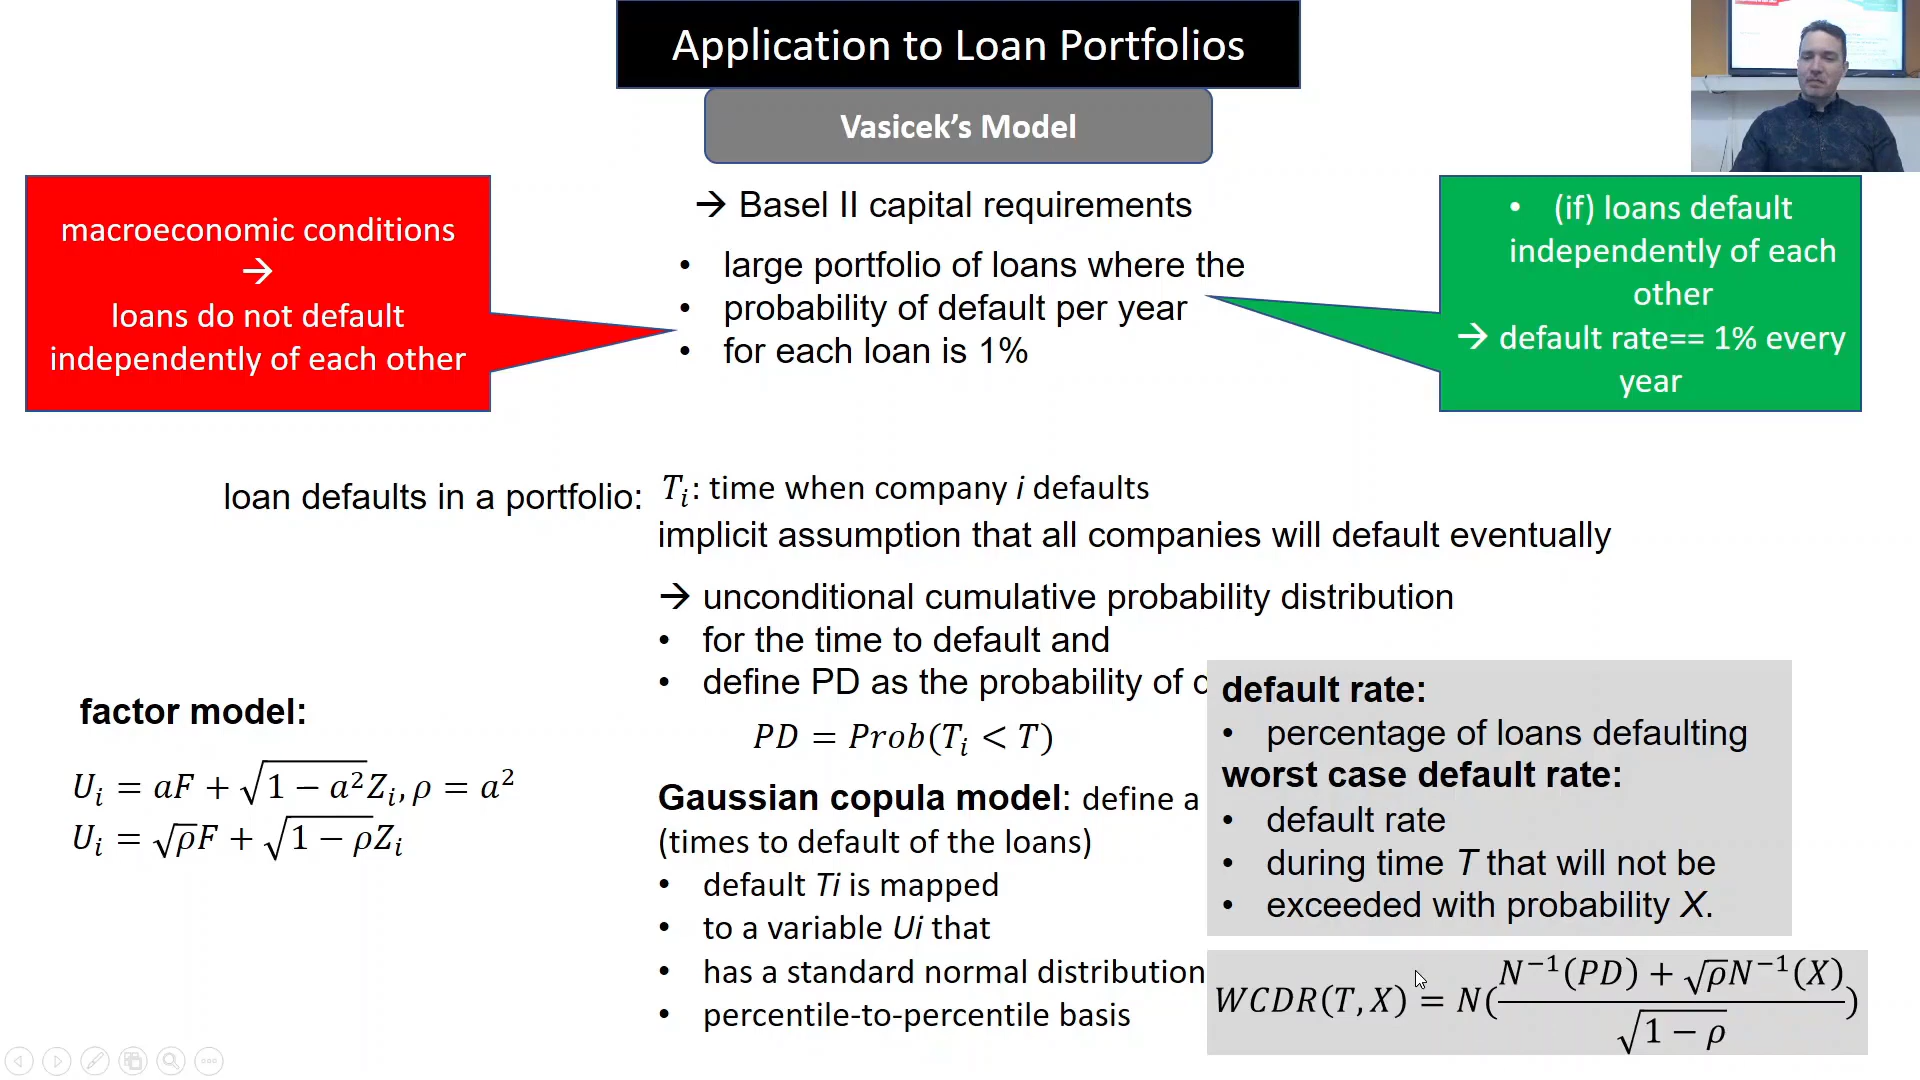 Application to Loan Portfolios
Vasicek's Model
→ Basel II capital requirements
• large portfolio of loans where the
• probability of default per year
• for each loan is 1%
macroeconomic conditions
→
loans do not default
independently of each other
• (if) loans default
independently of each
other
→ default rate== 1% every
year
loan defaults in a portfolio:
T_i: time when company i defaults
implicit assumption that all companies will default eventually
→ unconditional cumulative probability distribution
• for the time to default and
• define PD as the probability of
PD = Prob(T_i < T)
Gaussian copula model: define a
(times to default of the loans)
• default Ti is mapped
• to a variable Ui that
• has a standard normal distribution
• percentile-to-percentile basis
factor model:
U_i = aF + √(1 − a²)Z_i, ρ = a²
U_i = √ρF + √(1 − ρ)Z_i
default rate:
• percentage of loans defaulting
worst case default rate:
• default rate
• during time T that will not be
• exceeded with probability X.
WCDR(T, X) = N((N⁻¹(PD) + √ρN⁻¹(X))/√(1 − ρ))